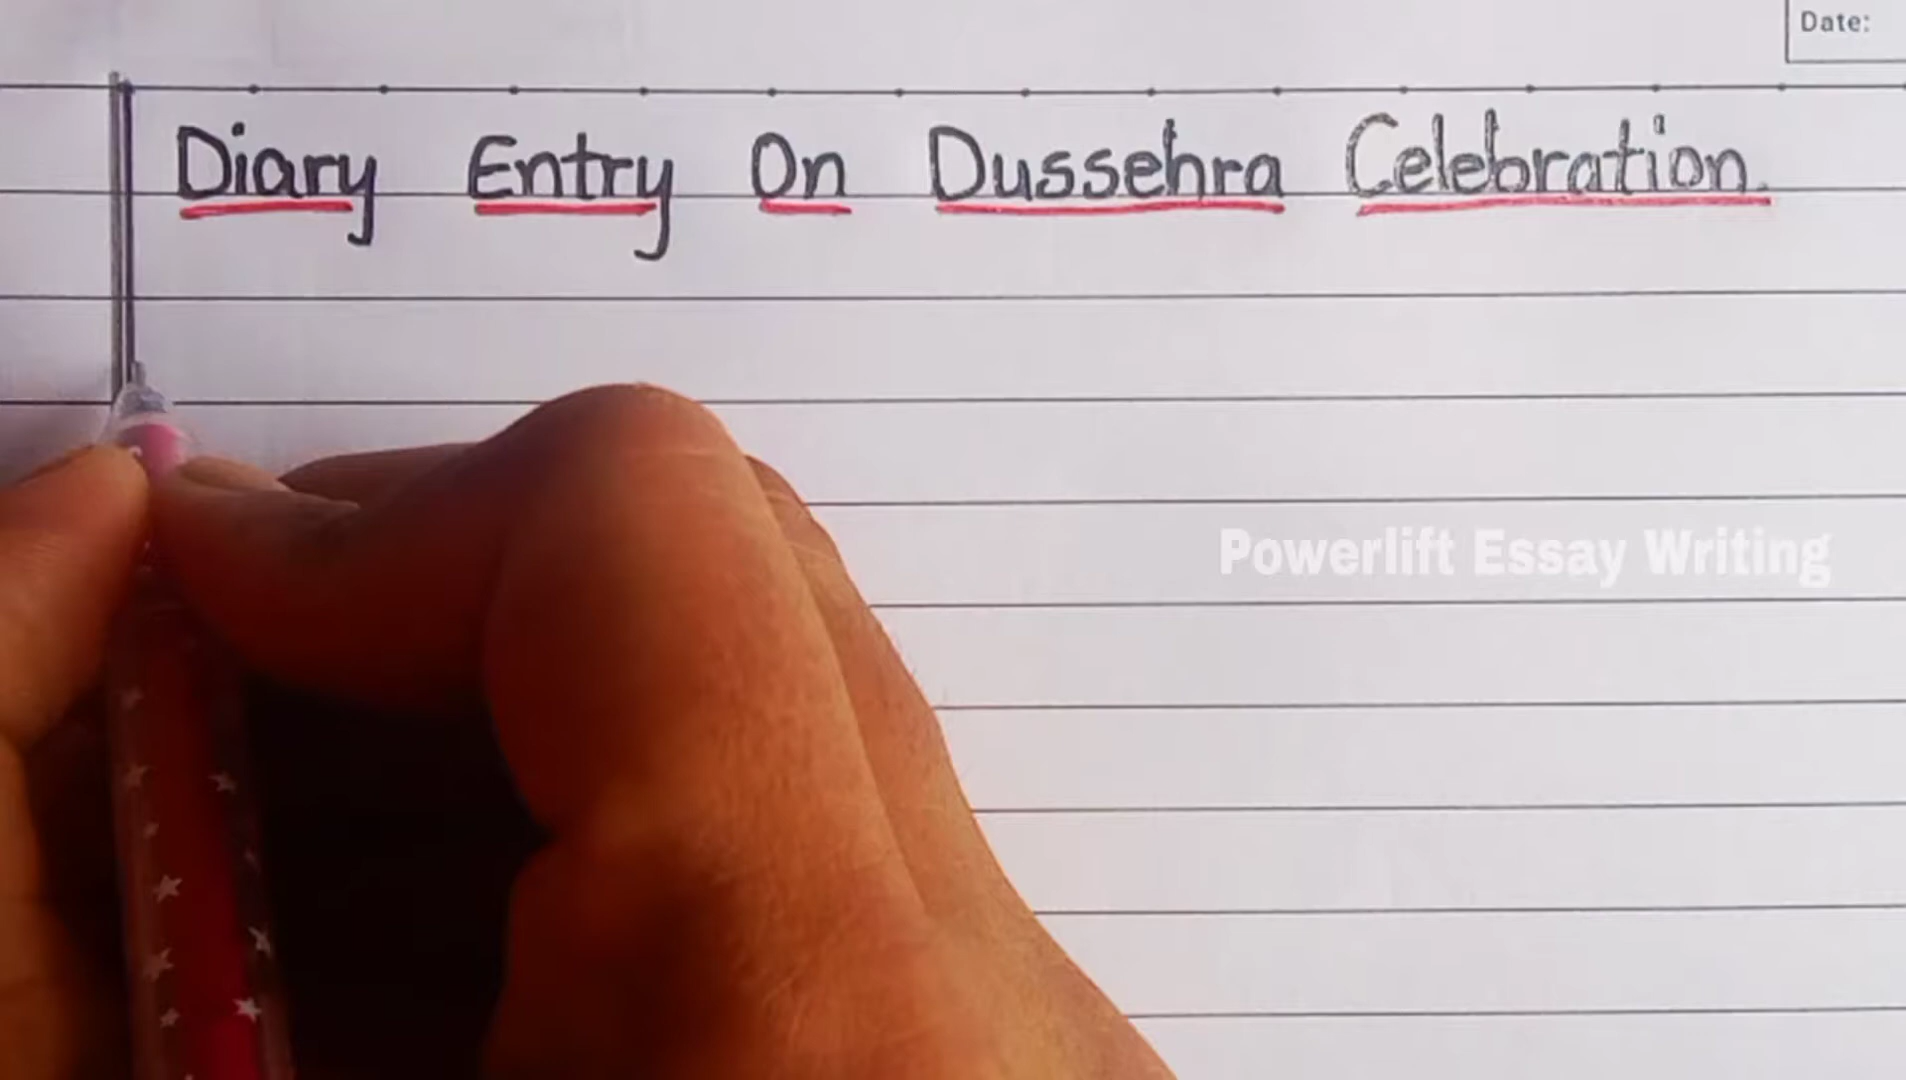 Date:
Diary Entry On Dussehra Celebration.
Powerlift Essay Writing